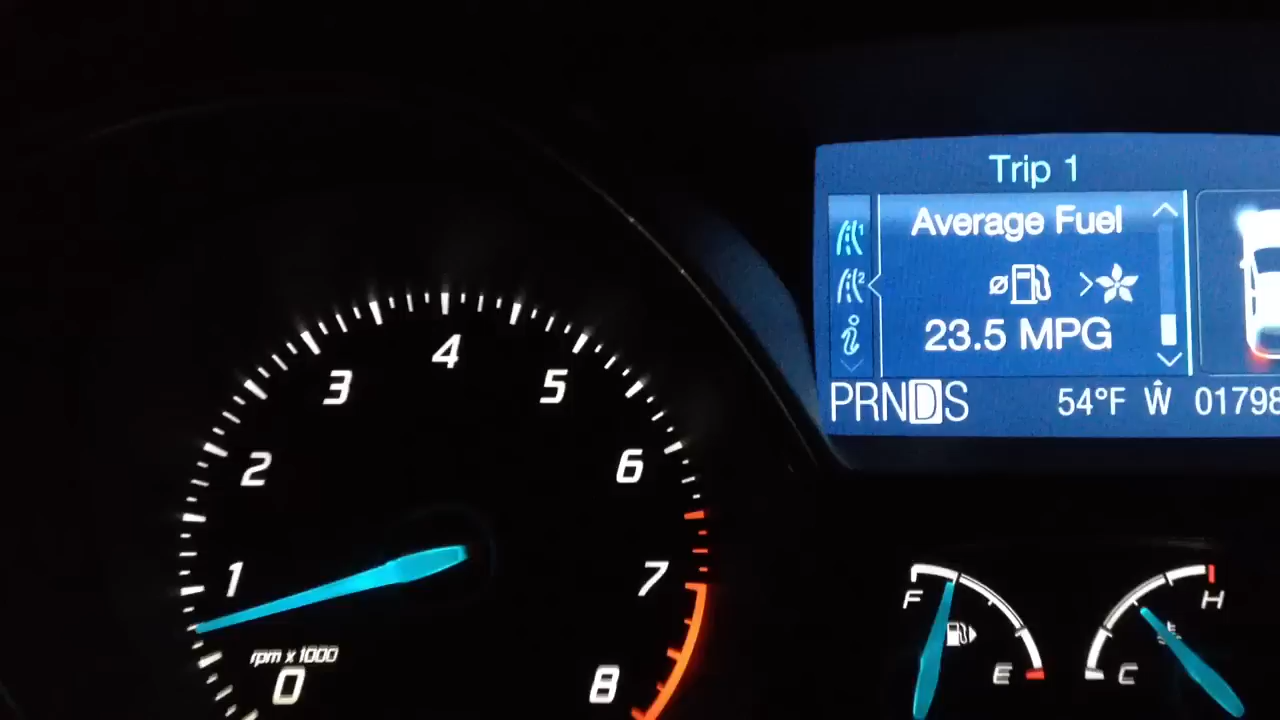 Trip 1
Average Fuel
23.5 MPG
PRNDS
54°F Ŵ 01798
1
2
3
4
5
6
7
8
0
rpm x 1000
F
E
C
H